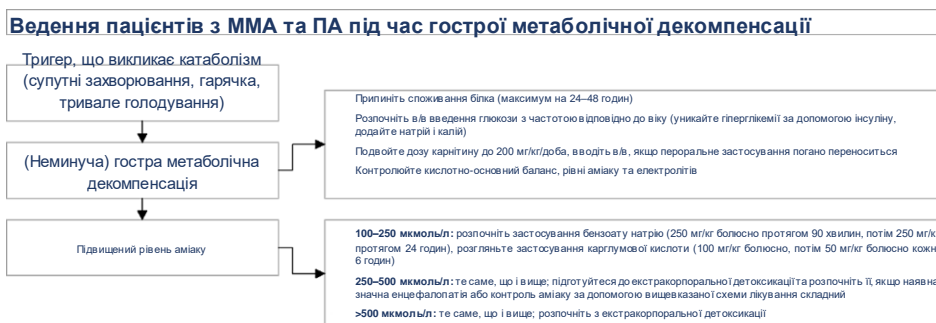 Ведення пацієнтів з ММА та ПА під час гострої метаболічної декомпенсації
Тригер, що викликає катаболізм
(супутні захворювання, гарячка,
тривале голодування)
Припиніть споживання білка (максимум на 24–48 годин)
Розпочніть в/в введення глюкози з частотою відповідно до віку (уникайте гіперглікемії за допомогою інсуліну,
додайте натрій і калій)
Подвойте дозу карнітину до 200 мг/кг/доба, вводіть в/в, якщо пероральне застосування погано переноситься
Контролюйте кислотно-основний баланс, рівні аміаку та електролітів
(Неминуча) гостра метаболічна
декомпенсація
Підвищений рівень аміаку
100–250 мкмоль/л: розпочніть застосування бензоату натрію (250 мг/кг болюсно протягом 90 хвилин, потім 250 мг/к
протягом 24 годин), розгляньте застосування карглумової кислоти (100 мг/кг болюсно, потім 50 мг/кг болюсно кожн
6 годин)
250–500 мкмоль/л: те саме, що і вище; підготуйтеся до екстракорпоральної детоксикації та розпочніть її, якщо наявна
значна енцефалопатія або контроль аміаку за допомогою вищевказаної схеми лікування складний
>500 мкмоль/л: те саме, що і вище; розпочніть з екстракорпоральної детоксикації